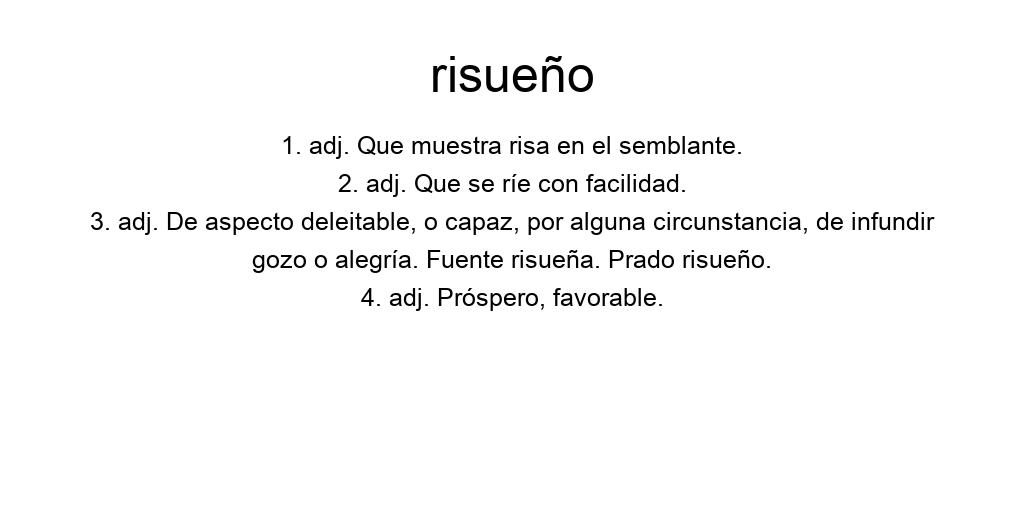 risueño
1. adj. Que muestra risa en el semblante.
2. adj. Que se ríe con facilidad.
3. adj. De aspecto deleitable, o capaz, por alguna circunstancia, de infundir
gozo o alegría. Fuente risueña. Prado risueño.
4. adj. Próspero, favorable.